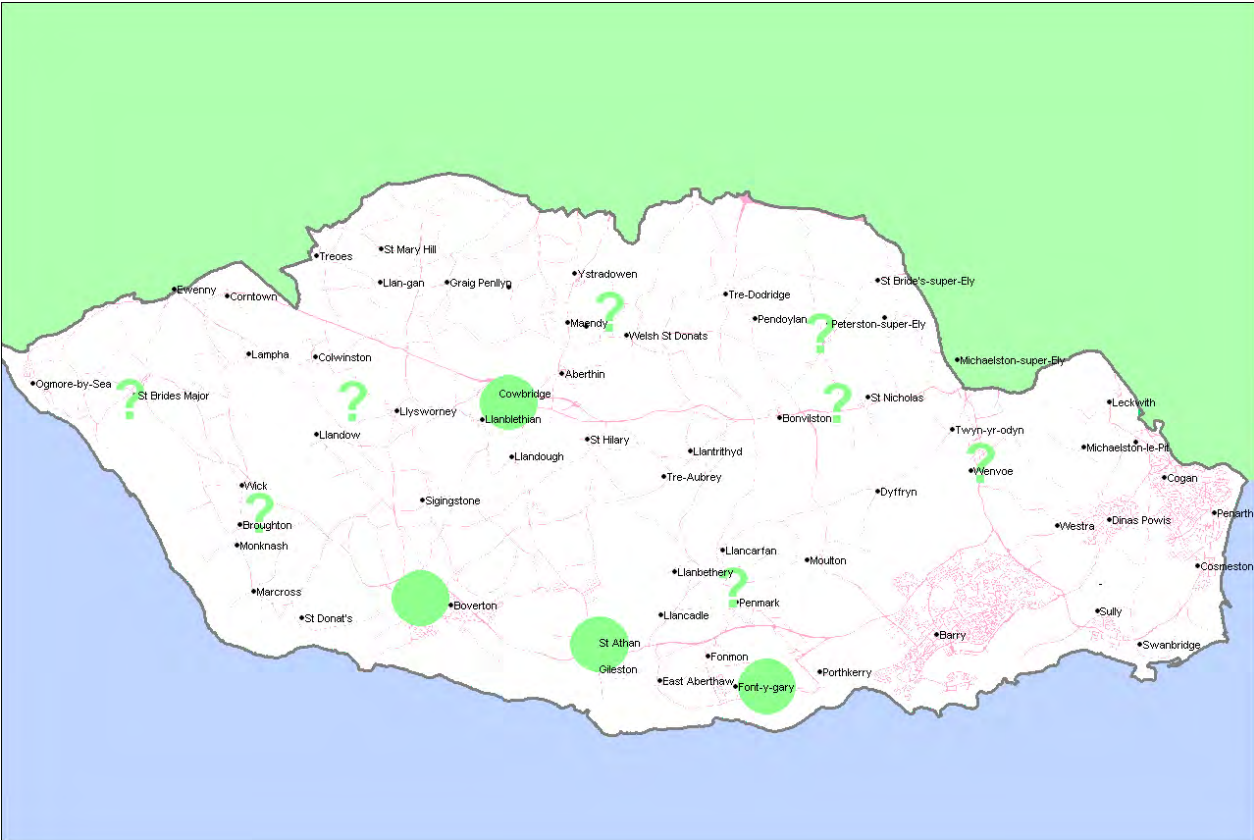 St Mary Hill
Treoes
Ystradowen
Llan-gan
Graig Penllyn
St Bride's-super-Ely
Ewenny
Corntown
Tre-Dodridge
?
Maendy
Pendoylan
?
Peterston-super-Ely
Welsh St Donats
Lampha
Colwinston
Michaelston-super-Ely
Aberthin
Ogmore-by-Sea
?
St Brides Major
?
Cowbridge
?
St Nicholas
Leckwith
Llysworney
Llanblethian
Bonvilston
Llandow
St Hilary
Twyn-yr-odyn
Michaelston-le-Pit
Llandough
Llantrithyd
?
Wenvoe
Tre-Aubrey
Cogan
Wick
Dyffryn
Sigingstone
?
Penarth
Broughton
Westra
Dinas Powis
Monknash
Llancarfan
Moulton
Cosmeston
Llanbethery
?
Marcross
Penmark
Boverton
Sully
St Donat's
Llancadle
Barry
St Athan
Swanbridge
Fonmon
Gileston
Porthkerry
East Aberthaw
Font-y-gary